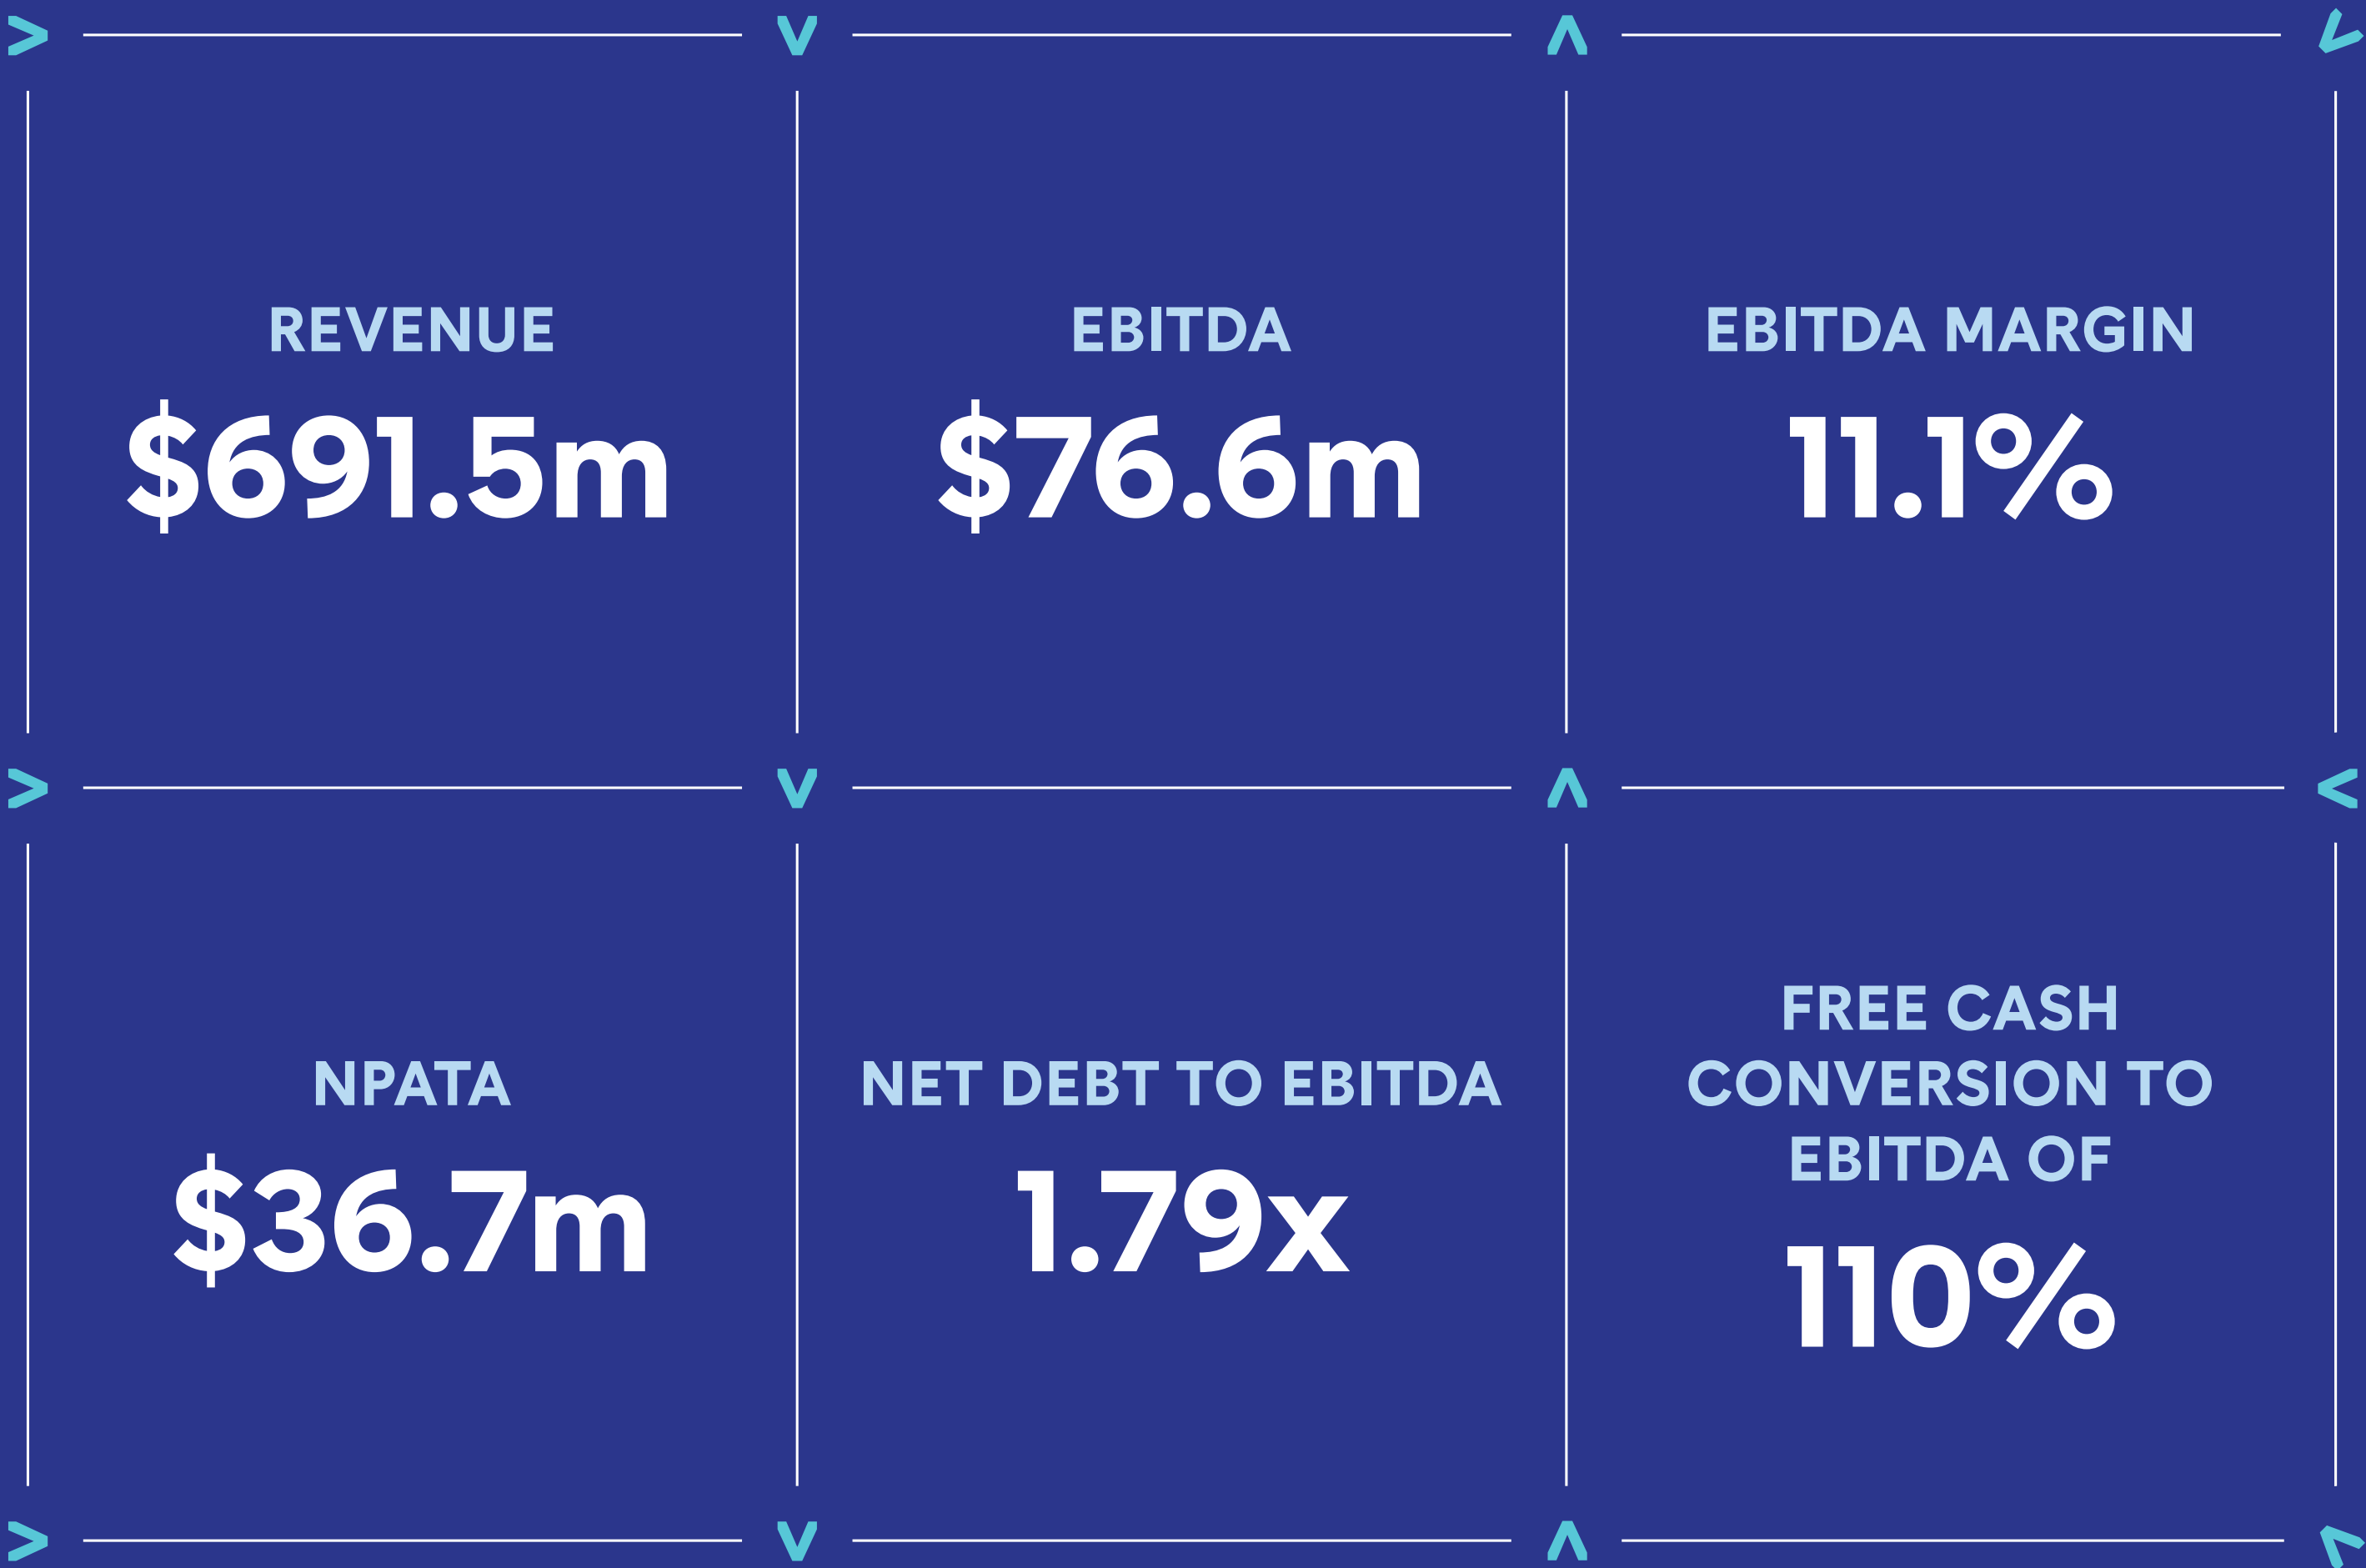 REVENUE
$691.5m
EBITDA
$76.6m
EBITDA MARGIN
11.1%
NPATA
$36.7m
NET DEBT TO EBITDA
1.79x
FREE CASH
CONVERSION TO
EBITDA OF
110%